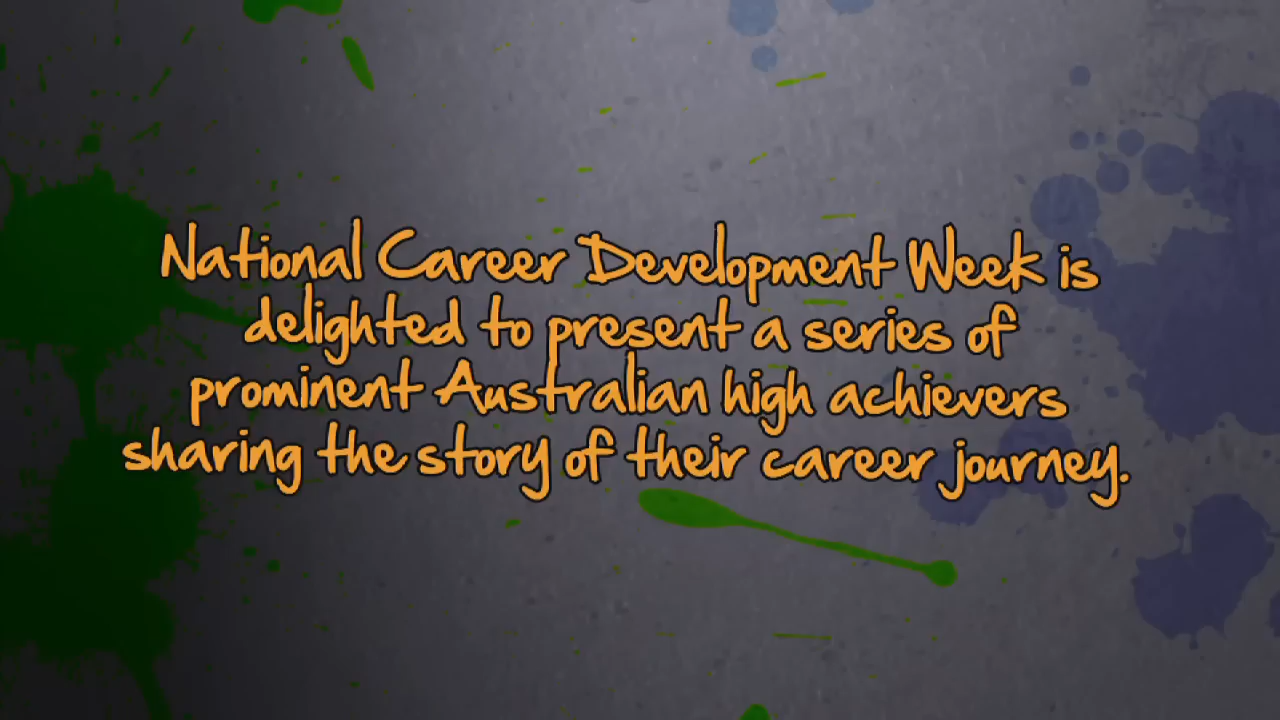 National Career Development Week is
delighted to present a series of
prominent Australian high achievers
sharing the story of their career journey.